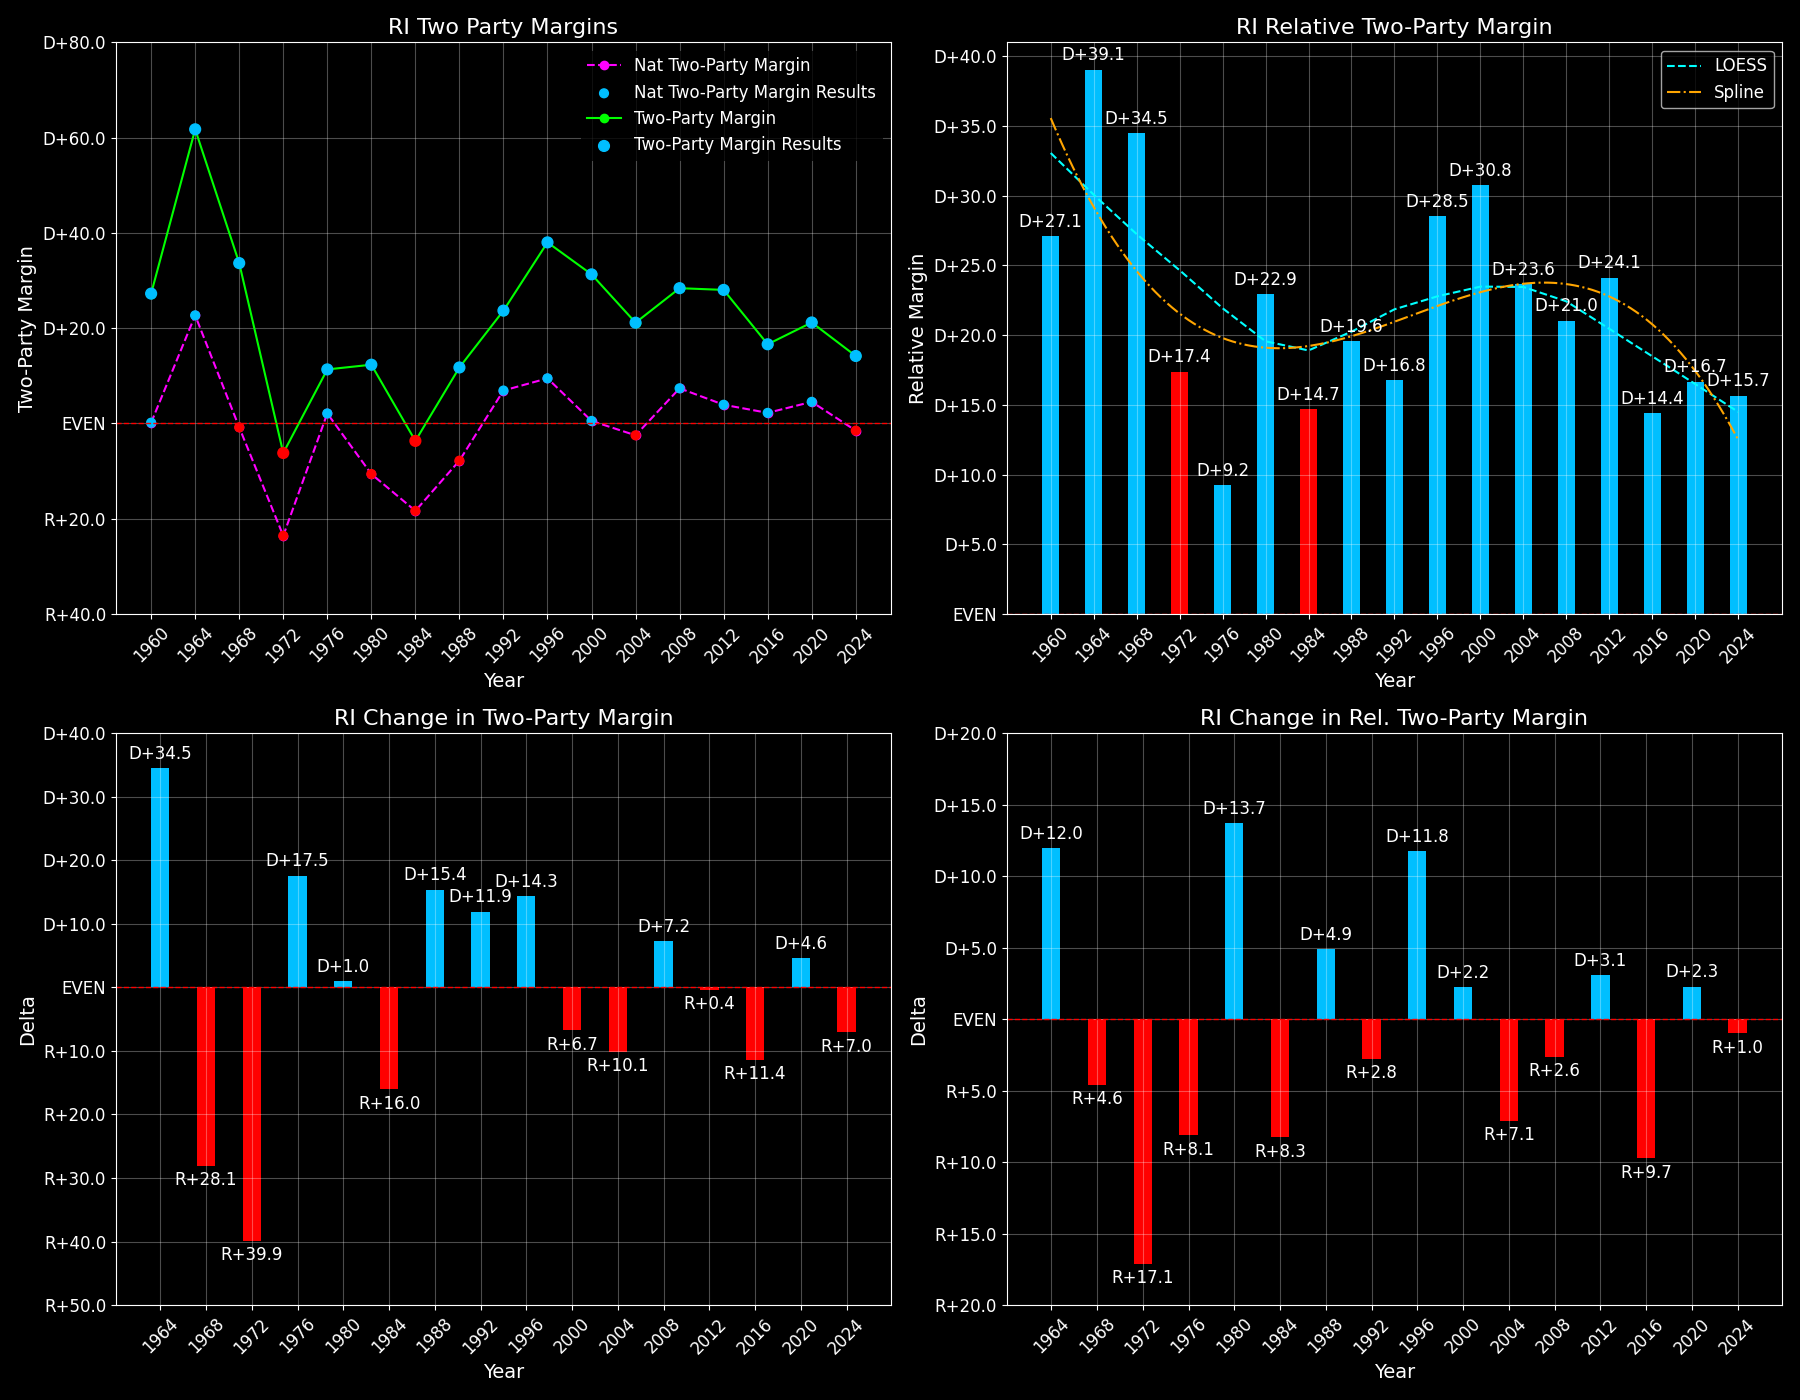 RI Two Party Margins
D+80.0
D+60.0
D+40.0
D+20.0
EVEN
R+20.0
R+40.0
Two-Party Margin
Nat Two-Party Margin
Nat Two-Party Margin Results
Two-Party Margin
Two-Party Margin Results
1960 1964 1968 1972 1976 1980 1984 1988 1992 1996 2000 2004 2008 2012 2016 2020 2024
Year
RI Relative Two-Party Margin
D+40.0
D+35.0
D+30.0
D+25.0
D+20.0
D+15.0
D+10.0
D+5.0
EVEN
Relative Margin
LOESS
Spline
D+27.1
D+39.1
D+34.5
D+17.4
D+9.2
D+22.9
D+14.7
D+19.6
D+16.8
D+28.5
D+30.8
D+23.6
D+21.0
D+24.1
D+14.4
D+16.7
D+15.7
1960 1964 1968 1972 1976 1980 1984 1988 1992 1996 2000 2004 2008 2012 2016 2020 2024
Year
RI Change in Two-Party Margin
D+40.0
D+30.0
D+20.0
D+10.0
EVEN
R+10.0
R+20.0
R+30.0
R+40.0
R+50.0
Delta
D+34.5
R+28.1
R+39.9
D+17.5
D+1.0
R+16.0
D+15.4
D+11.9
D+14.3
R+6.7
R+10.1
D+7.2
R+0.4
R+11.4
D+4.6
R+7.0
1964 1968 1972 1976 1980 1984 1988 1992 1996 2000 2004 2008 2012 2016 2020 2024
Year
RI Change in Rel. Two-Party Margin
D+20.0
D+15.0
D+10.0
D+5.0
EVEN
R+5.0
R+10.0
R+15.0
R+20.0
Delta
D+12.0
R+4.6
R+17.1
R+8.1
D+13.7
R+8.3
D+4.9
R+2.8
D+11.8
D+2.2
R+7.1
R+2.6
D+3.1
R+9.7
D+2.3
R+1.0
1964 1968 1972 1976 1980 1984 1988 1992 1996 2000 2004 2008 2012 2016 2020 2024
Year